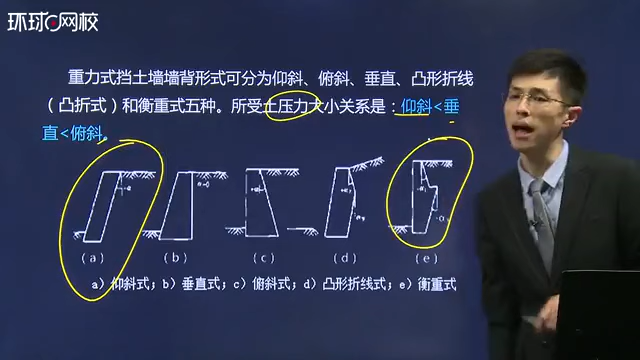 环球网校
重力式挡土墙墙背形式可分为仰斜、俯斜、垂直、凸形折线
（凸折式）和衡重式五种。所受土压力大小关系是：仰斜<垂
直<俯斜。
(a) (b) (c) (d) (e)
a）仰斜式；b）垂直式；c）俯斜式；d）凸形折线式；e）衡重式